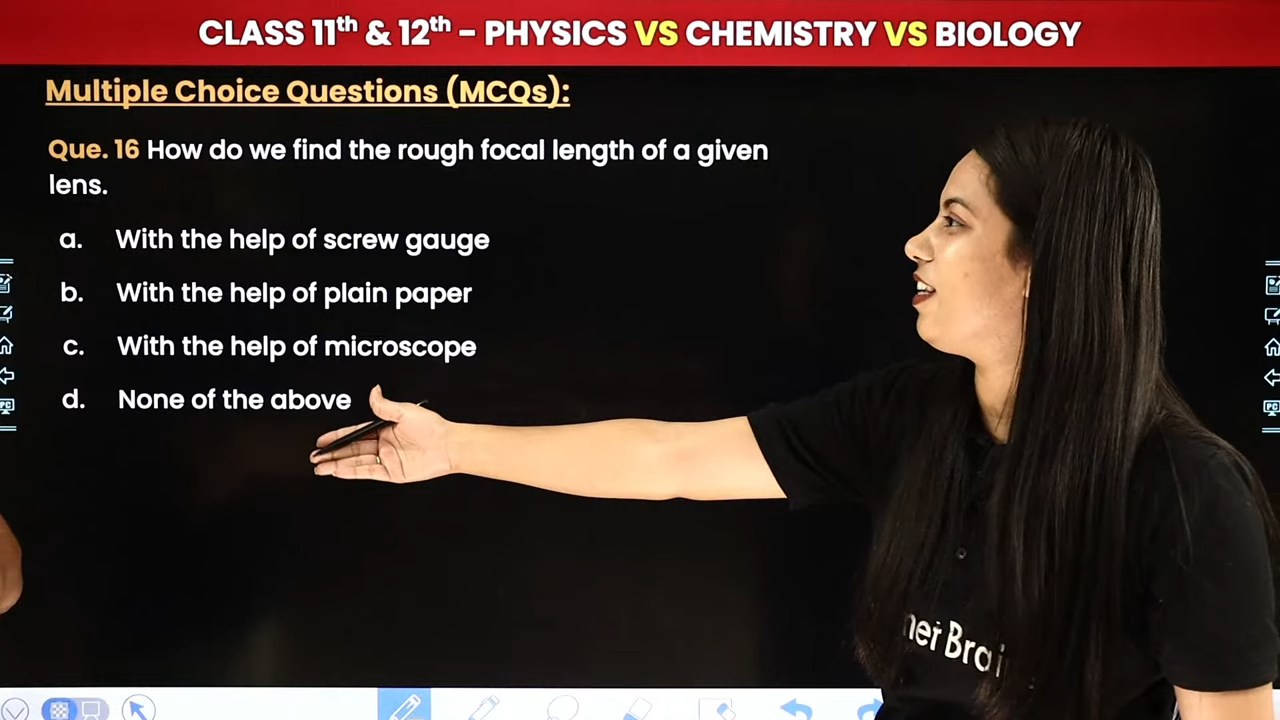 CLASS 11th & 12th - PHYSICS VS CHEMISTRY VS BIOLOGY
Multiple Choice Questions (MCQs):
Que. 16 How do we find the rough focal length of a given
lens.
a. With the help of screw gauge
b. With the help of plain paper
c. With the help of microscope
d. None of the above